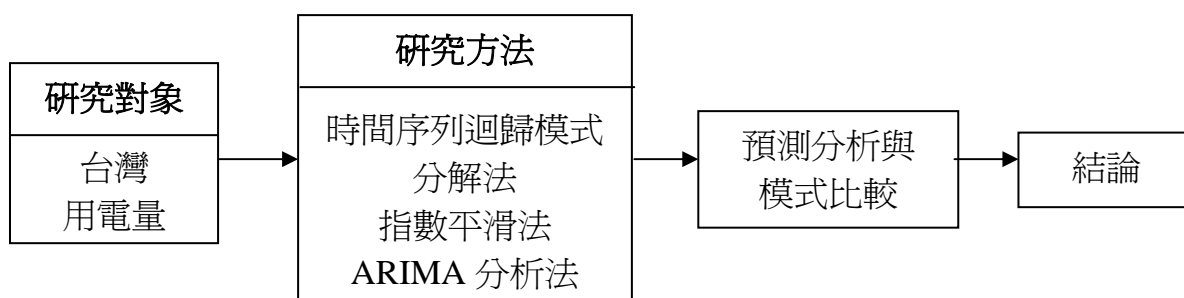 研究對象
台灣
用電量
研究方法
時間序列迴歸模式
分解法
指數平滑法
ARIMA 分析法
預測分析與
模式比較
結論